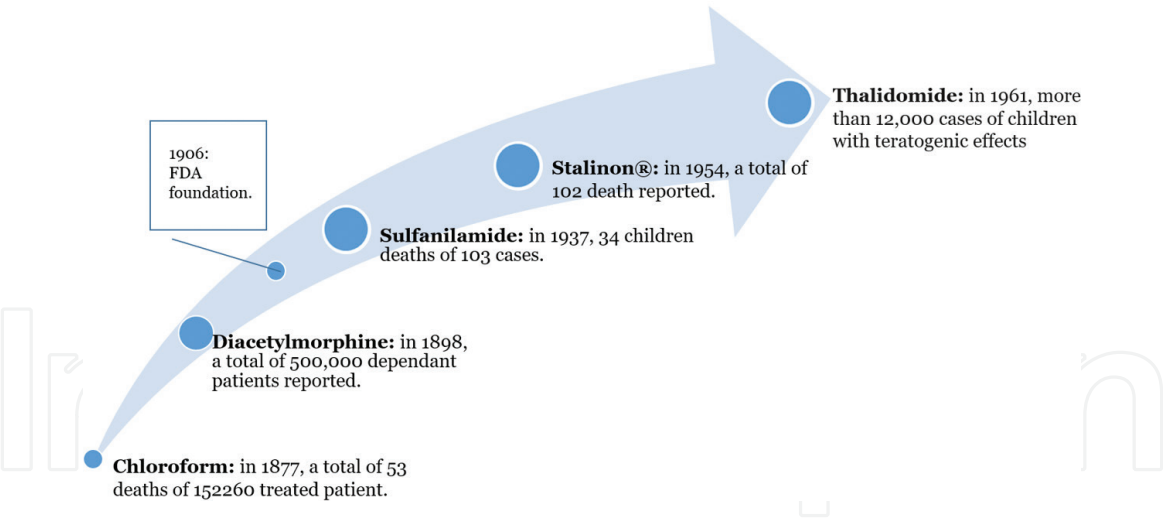 Thalidomide: in 1961, more
than 12,000 cases of children
with teratogenic effects
1906:
FDA
foundation.
Stalinon®: in 1954, a total of
102 death reported.
Sulfanilamide: in 1937, 34 children
deaths of 103 cases.
Diacetylmorphine: in 1898,
a total of 500,000 dependant
patients reported.
Chloroform: in 1877, a total of 53
deaths of 152260 treated patient.